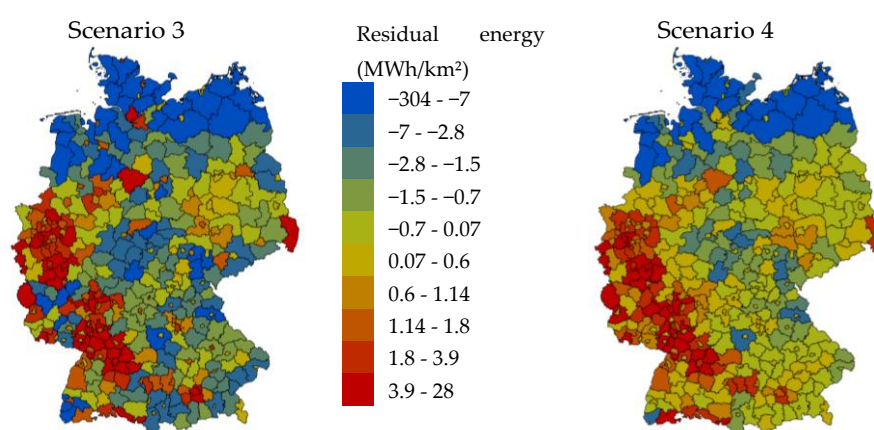 Scenario 3
Residual energy
(MWh/km²)
−304 - −7
−7 - −2.8
−2.8 - −1.5
−1.5 - −0.7
−0.7 - 0.07
0.07 - 0.6
0.6 - 1.14
1.14 - 1.8
1.8 - 3.9
3.9 - 28
Scenario 4